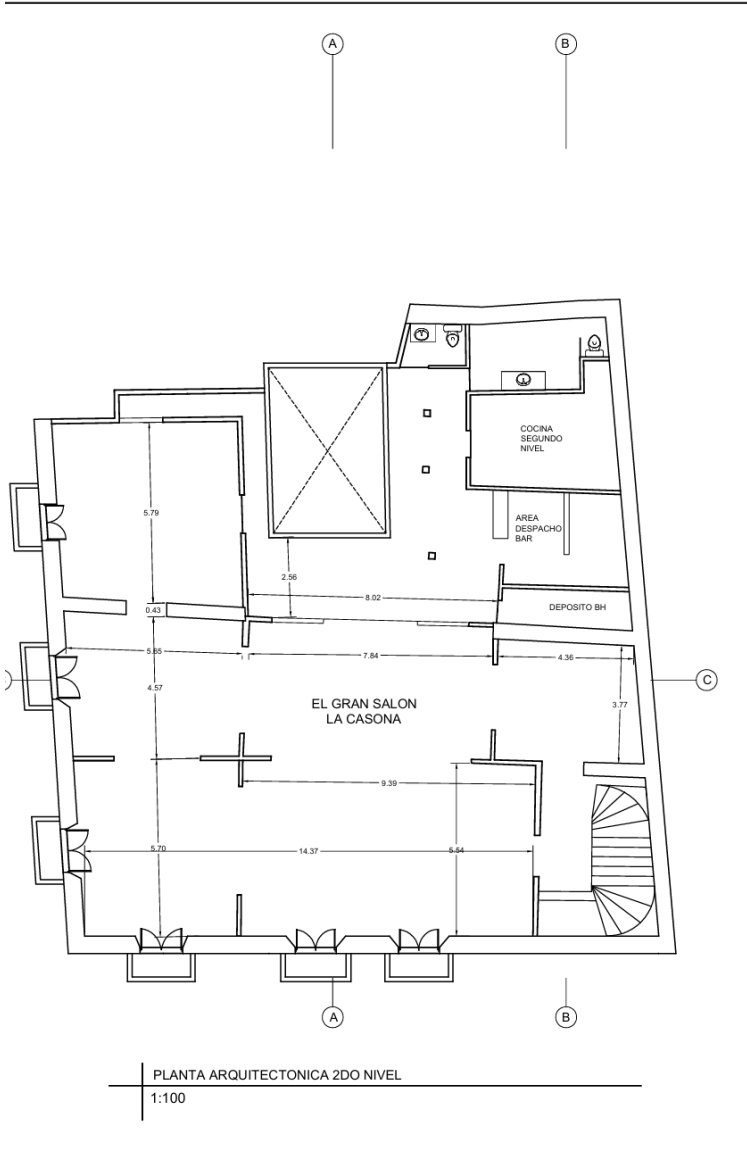 A
B
COCINA
SEGUNDO
NIVEL
5.79
AREA
DESPACHO
BAR
2.56
8.02
0.43
DEPOSITO BH
5.65
7.84
4.36
4.57
C
EL GRAN SALON
LA CASONA
3.77
9.39
5.70
14.37
5.54
A
B
PLANTA ARQUITECTONICA 2DO NIVEL
1:100